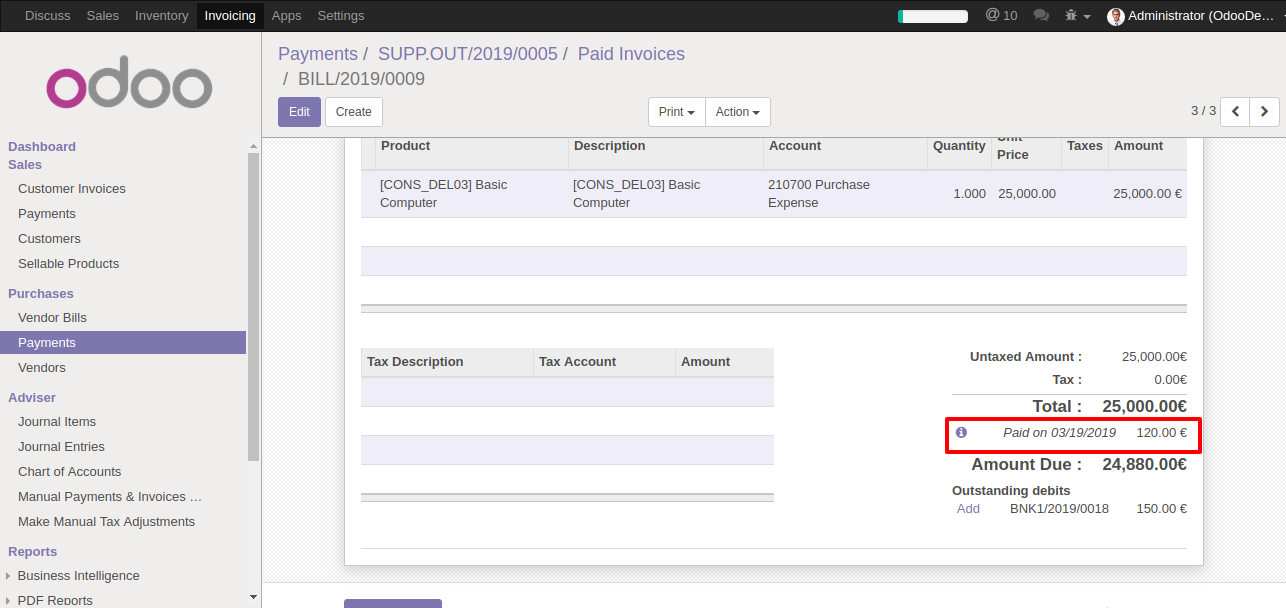 Discuss Sales Inventory Invoicing Apps Settings @ 10 Administrator (OdooDe...
odoo
Payments / SUPP.OUT/2019/0005 / Paid Invoices
/ BILL/2019/0009
Edit Create Print Action 3 / 3
Dashboard
Sales
Customer Invoices
Payments
Customers
Sellable Products
Purchases
Vendor Bills
Payments
Vendors
Adviser
Journal Items
Journal Entries
Chart of Accounts
Manual Payments & Invoices ...
Make Manual Tax Adjustments
Reports
Business Intelligence
PDF Reports
Product Description Account Quantity Unit Price Taxes Amount
[CONS_DEL03] Basic [CONS_DEL03] Basic 210700 Purchase 1.000 25,000.00 25,000.00 €
Computer Computer Expense
Tax Description Tax Account Amount
Untaxed Amount : 25,000.00€
Tax : 0.00€
Total : 25,000.00€
Paid on 03/19/2019 120.00 €
Amount Due : 24,880.00€
Outstanding debits
Add BNK1/2019/0018 150.00 €